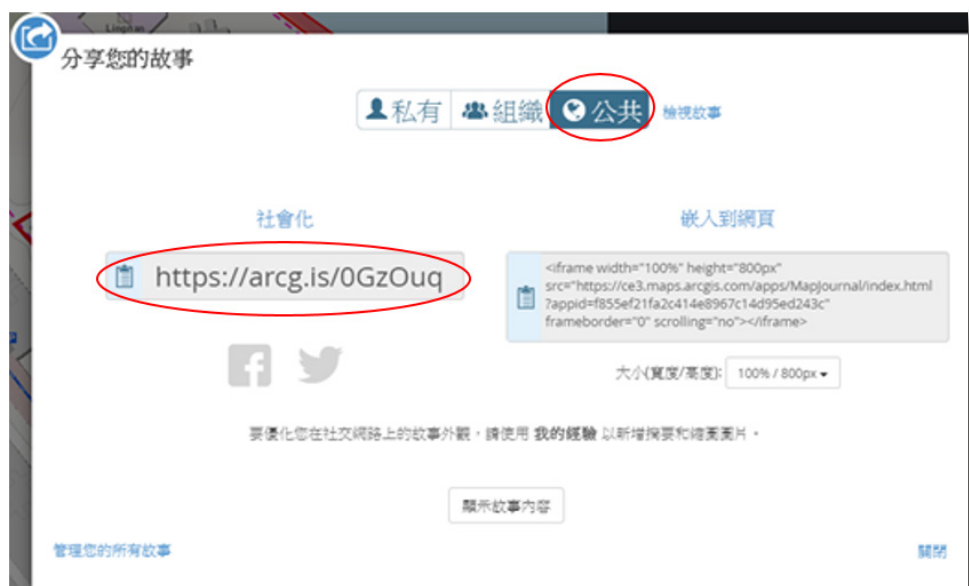 Lingnan
分享您的故事
私有 組織 公共 檢視故事
社會化
https://arcg.is/0GzOuq
嵌入到網頁
<iframe width="100%" height="800px"
src="https://ce3.maps.arcgis.com/apps/MapJournal/index.html
?appid=f855ef21fa2c414e8967c14d95ed243c"
frameborder="0" scrolling="no"></iframe>
大小(寬度/高度): 100% / 800px
要優化您在社交網路上的故事外觀，請使用 我的經驗 以新增摘要和縮圖圖片。
顯示故事內容
管理您的所有故事
關閉